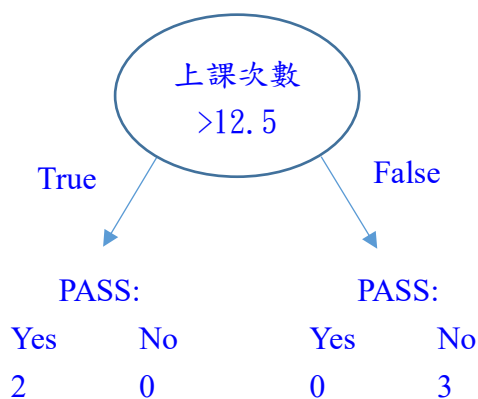 上課次數
>12.5
True
False
PASS:
PASS:
Yes No
Yes No
2 0
0 3